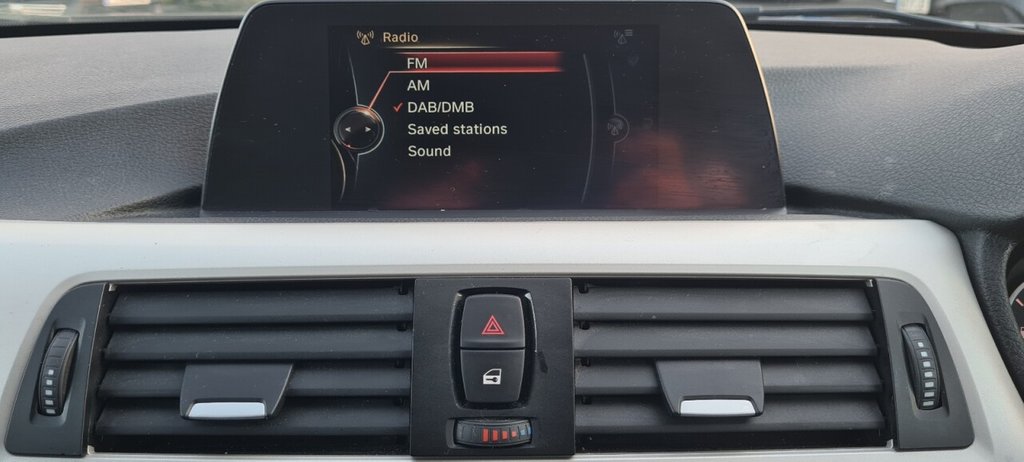 Radio
FM
AM
DAB/DMB
Saved stations
Sound